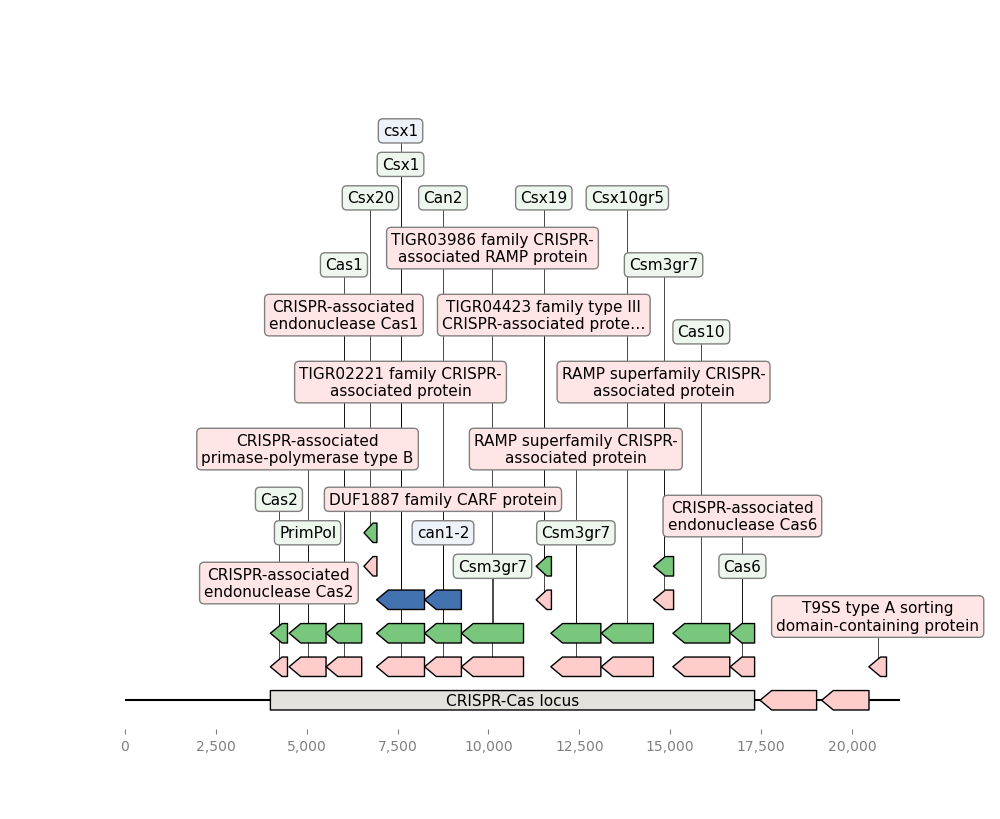 csx1
Csx1
Csx20
Can2
Csx19
Csx10gr5
TIGR03986 family CRISPR-
associated RAMP protein
Cas1
Csm3gr7
CRISPR-associated
endonuclease Cas1
TIGR04423 family type III
CRISPR-associated prote...
Cas10
TIGR02221 family CRISPR-
associated protein
RAMP superfamily CRISPR-
associated protein
CRISPR-associated
primase-polymerase type B
RAMP superfamily CRISPR-
associated protein
Cas2
DUF1887 family CARF protein
CRISPR-associated
endonuclease Cas6
PrimPol
can1-2
Csm3gr7
CRISPR-associated
endonuclease Cas2
Csm3gr7
Cas6
T9SS type A sorting
domain-containing protein
CRISPR-Cas locus
0
2,500
5,000
7,500
10,000
12,500
15,000
17,500
20,000